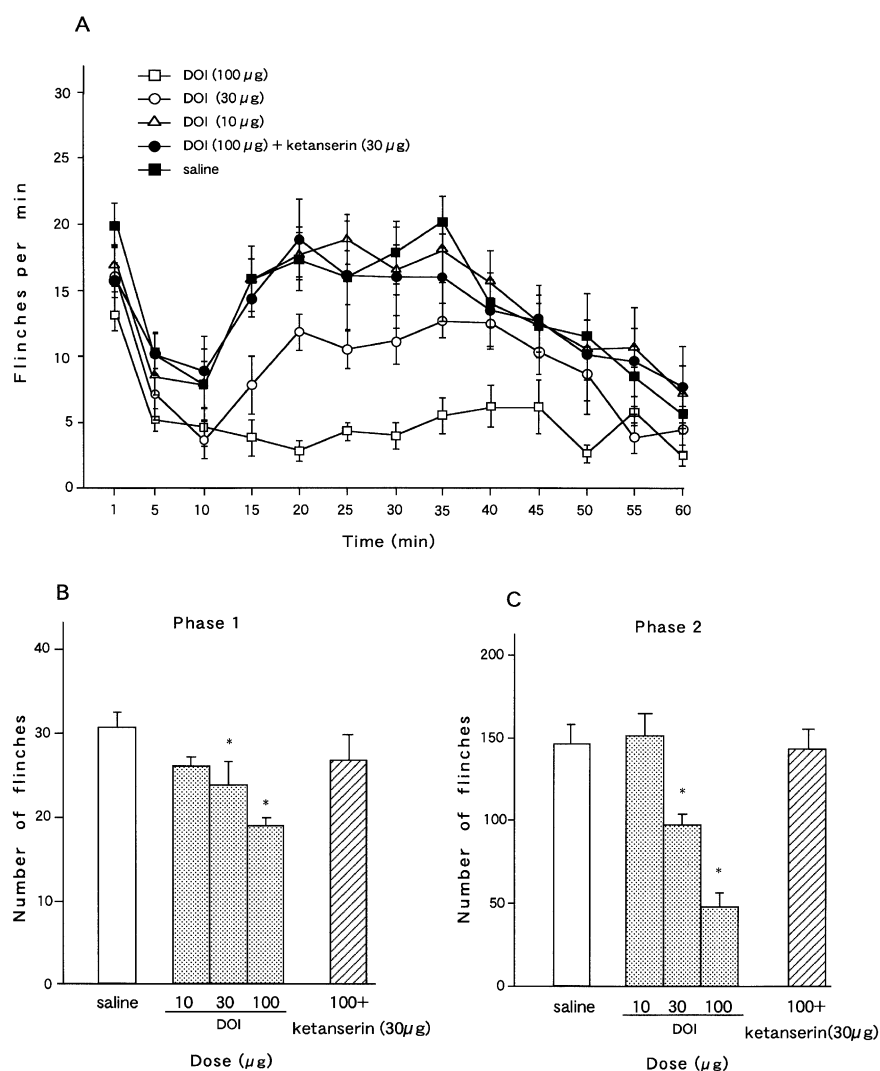 A
DOI (100 μg)
DOI (30 μg)
DOI (10 μg)
DOI (100 μg) + ketanserin (30 μg)
saline
Flinches per min
30
25
20
15
10
5
0
1 5 10 15 20 25 30 35 40 45 50 55 60
Time (min)
B
Phase 1
Number of flinches
40
30
20
10
0
*
*
saline 10 30 100 100+
DOI ketanserin (30μg)
Dose (μg)
C
Phase 2
Number of flinches
200
150
100
50
0
*
*
saline 10 30 100 100+
DOI ketanserin(30μg)
Dose (μg)